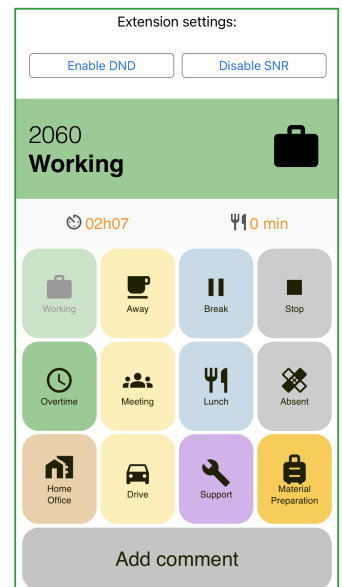 Extension settings:
Enable DND
Disable SNR
2060
Working
02h07
0 min
Working
Away
Break
Stop
Overtime
Meeting
Lunch
Absent
Home
Office
Drive
Support
Material
Preparation
Add comment